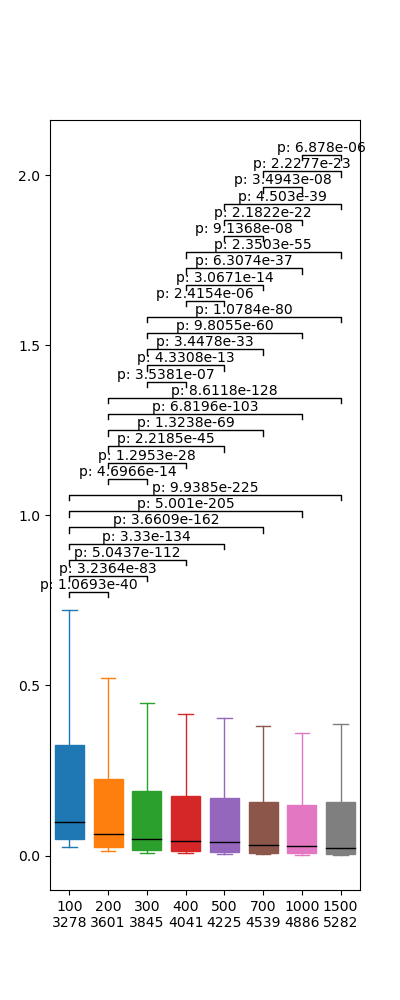 p: 6.878e-06
p: 2.2277e-23
2.0
p: 3.4943e-08
p: 4.503e-39
p: 2.1822e-22
p: 9.1368e-08
p: 2.3503e-55
p: 6.3074e-37
p: 3.0671e-14
p: 2.4154e-06
p: 1.0784e-80
p: 9.8055e-60
1.5
p: 3.4478e-33
p: 4.3308e-13
p: 3.5381e-07
p: 8.6118e-128
p: 6.8196e-103
p: 1.3238e-69
p: 2.2185e-45
p: 1.2953e-28
p: 4.6966e-14
p: 9.9385e-225
p: 5.001e-205
1.0
p: 3.6609e-162
p: 3.33e-134
p: 5.0437e-112
p: 3.2364e-83
p: 1.0693e-40
0.5
0.0
100 200 300 400 500 700 1000 1500
3278 3601 3845 4041 4225 4539 4886 5282